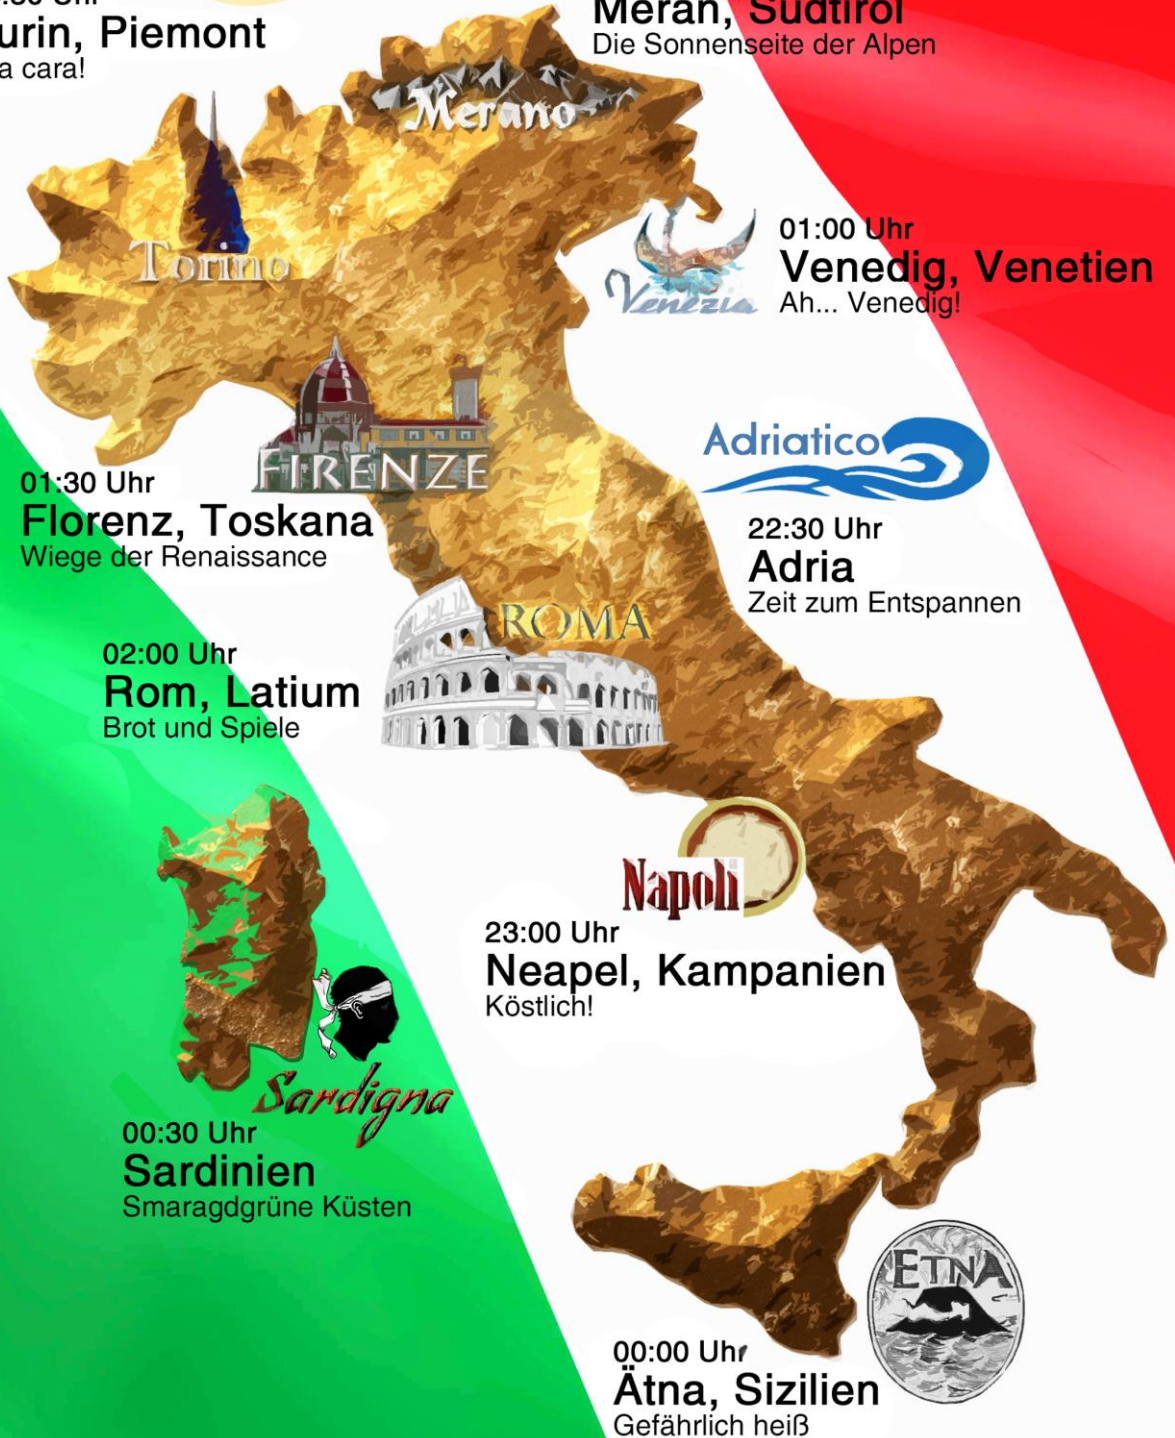 :30 Uhr
urin, Piemont
a cara!
Meran, Südtirol
Die Sonnenseite der Alpen
Merano
Torino
Venezia
01:00 Uhr
Venedig, Venetien
Ah... Venedig!
FIRENZE
01:30 Uhr
Florenz, Toskana
Wiege der Renaissance
Adriatico
22:30 Uhr
Adria
Zeit zum Entspannen
ROMA
02:00 Uhr
Rom, Latium
Brot und Spiele
Napoli
23:00 Uhr
Neapel, Kampanien
Köstlich!
Sardigna
00:30 Uhr
Sardinien
Smaragdgrüne Küsten
ETNA
00:00 Uhr
Ätna, Sizilien
Gefährlich heiß